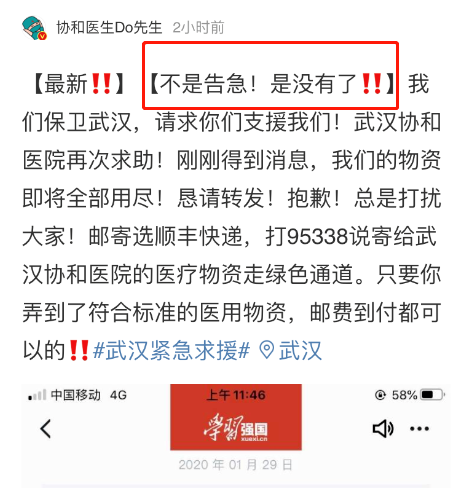 协和医生Do先生 2小时前
【最新‼️】【不是告急!是没有了‼️】我
们保卫武汉，请求你们支援我们！武汉协和
医院再次求助！刚刚得到消息，我们的物资
即将全部用尽！恳请转发！抱歉！总是打扰
大家！邮寄选顺丰快递，打95338说寄给武
汉协和医院的医疗物资走绿色通道。只要你
弄到了符合标准的医用物资，邮费到付都可
以的‼️#武汉紧急求援# 武汉
中国移动 4G 上午11:46 58%
学习强国
xuexi.cn
2020 年 01 月 29 日